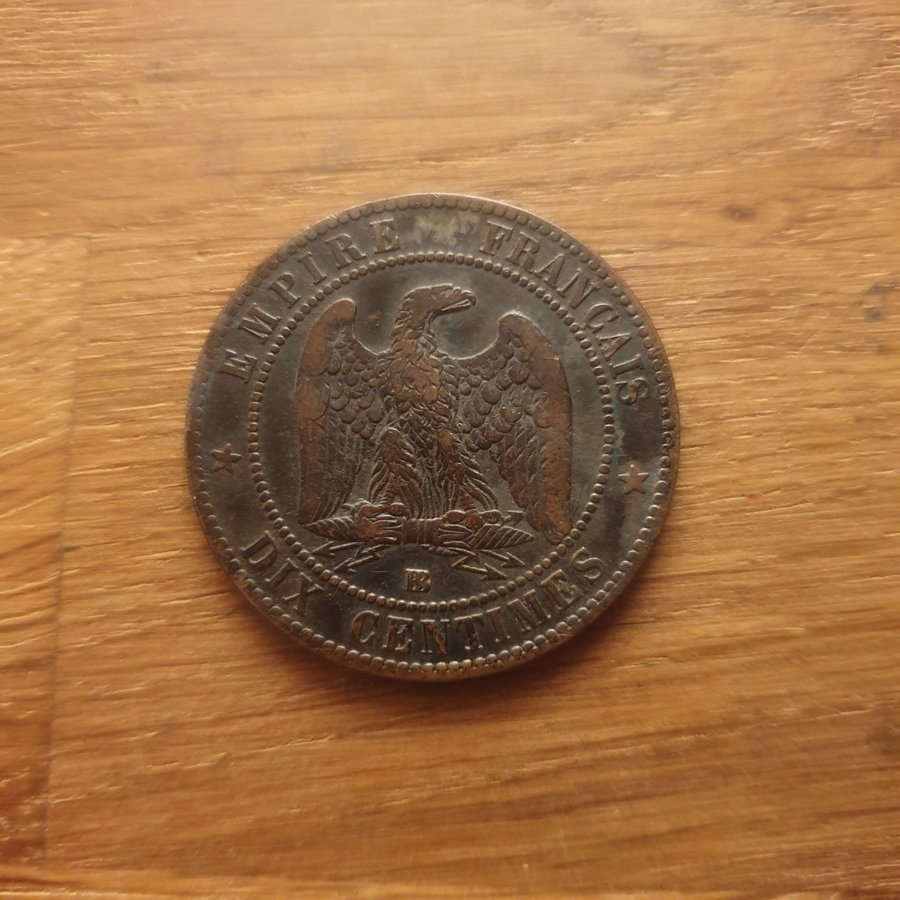 EMPIRE FRANÇAIS
BB
★ DIX CENTIMES ★